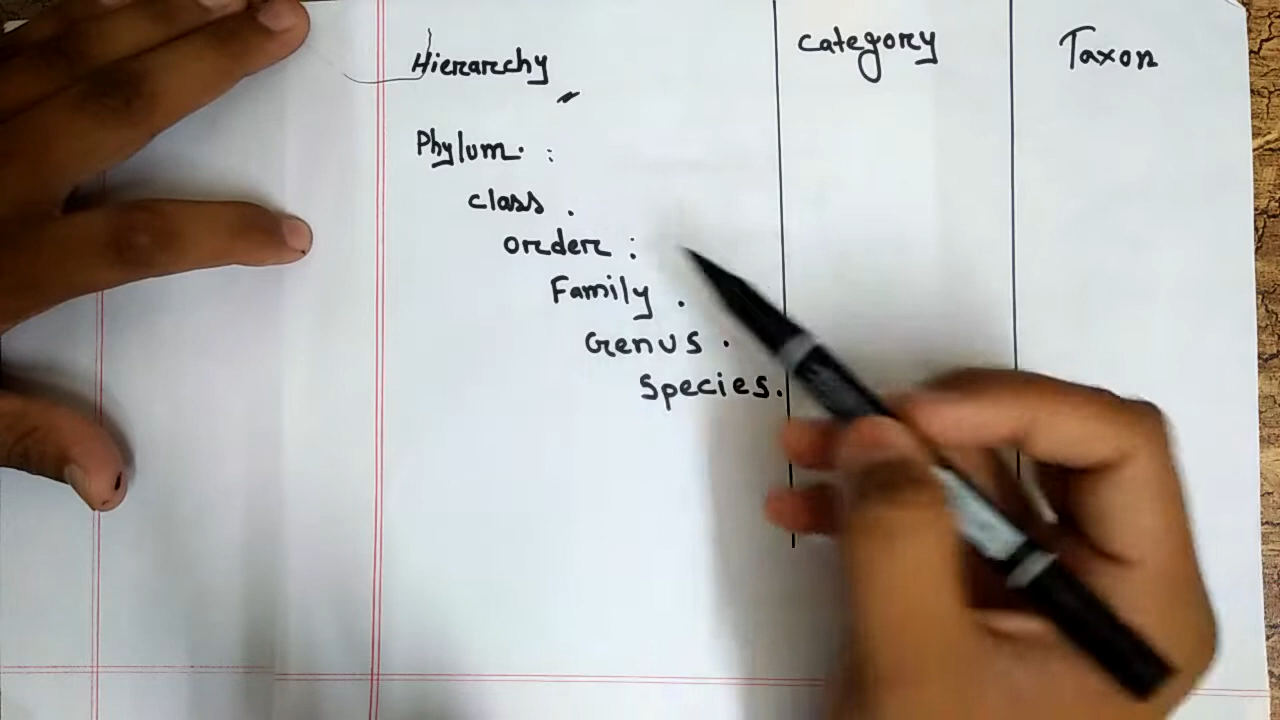 Hierarchy
category
Taxon
Phylum. :
class .
order :
Family .
Genus .
Species.